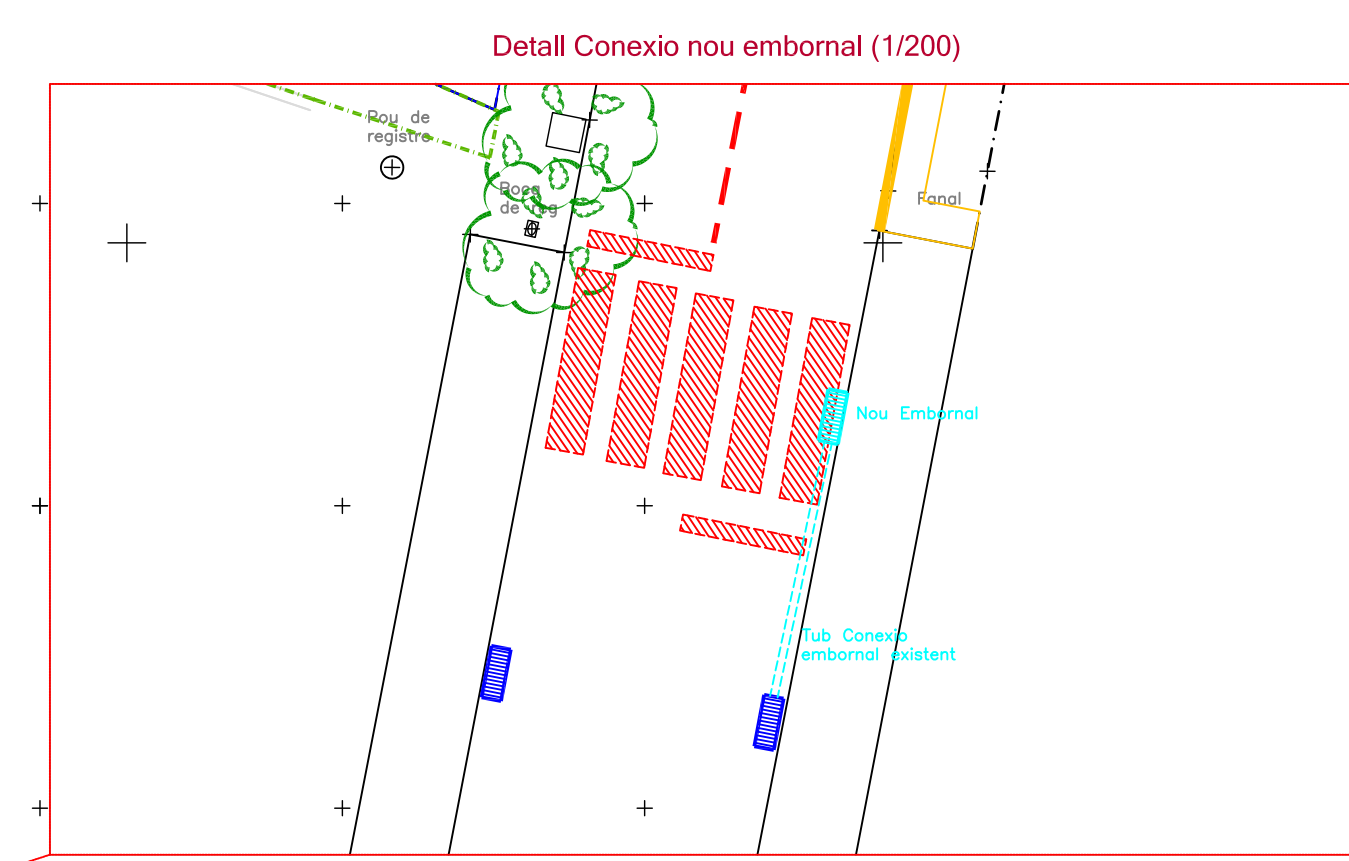 Detall Conexio nou embornal (1/200)
Pou de
registre
Boca
de reg
Fanal
Nou Embornal
Tub Conexio
embornal existent